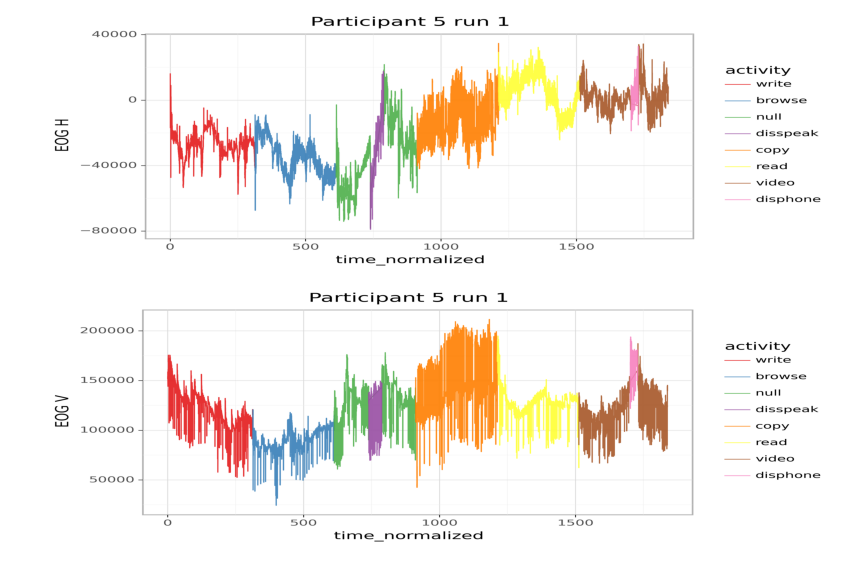 Participant 5 run 1
40000
0
−40000
−80000
EOG H
0
500
1000
1500
time_normalized
activity
write
browse
null
disspeak
copy
read
video
disphone
Participant 5 run 1
200000
150000
100000
50000
EOG V
0
500
1000
1500
time_normalized
activity
write
browse
null
disspeak
copy
read
video
disphone